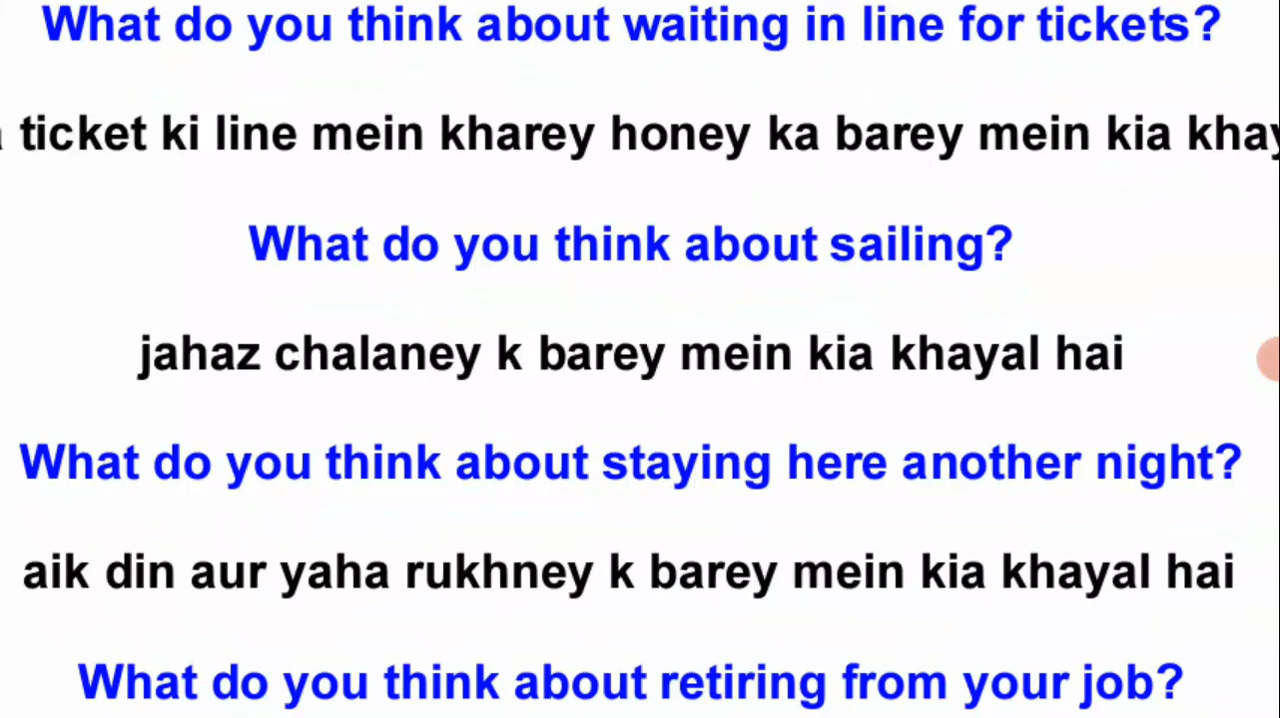 What do you think about waiting in line for tickets?
ticket ki line mein kharey honey ka barey mein kia
What do you think about sailing?
jahaz chalaney k barey mein kia khayal hai
What do you think about staying here another night?
aik din aur yaha rukhney k barey mein kia khayal hai
What do you think about retiring from your job?